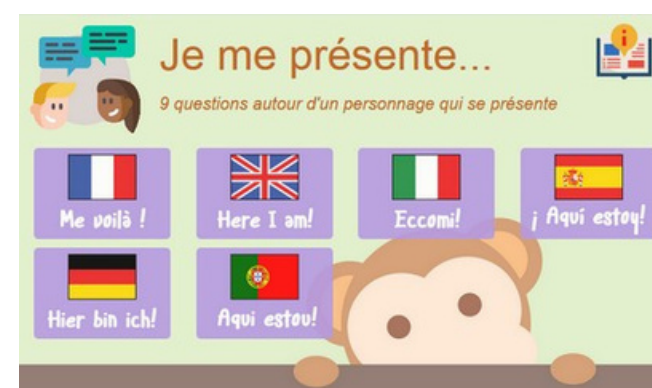 Je me présente...
9 questions autour d'un personnage qui se présente
Me voilà !
Here I am!
Eccomi!
¡ Aquí estoy!
Hier bin ich!
Aqui estou!